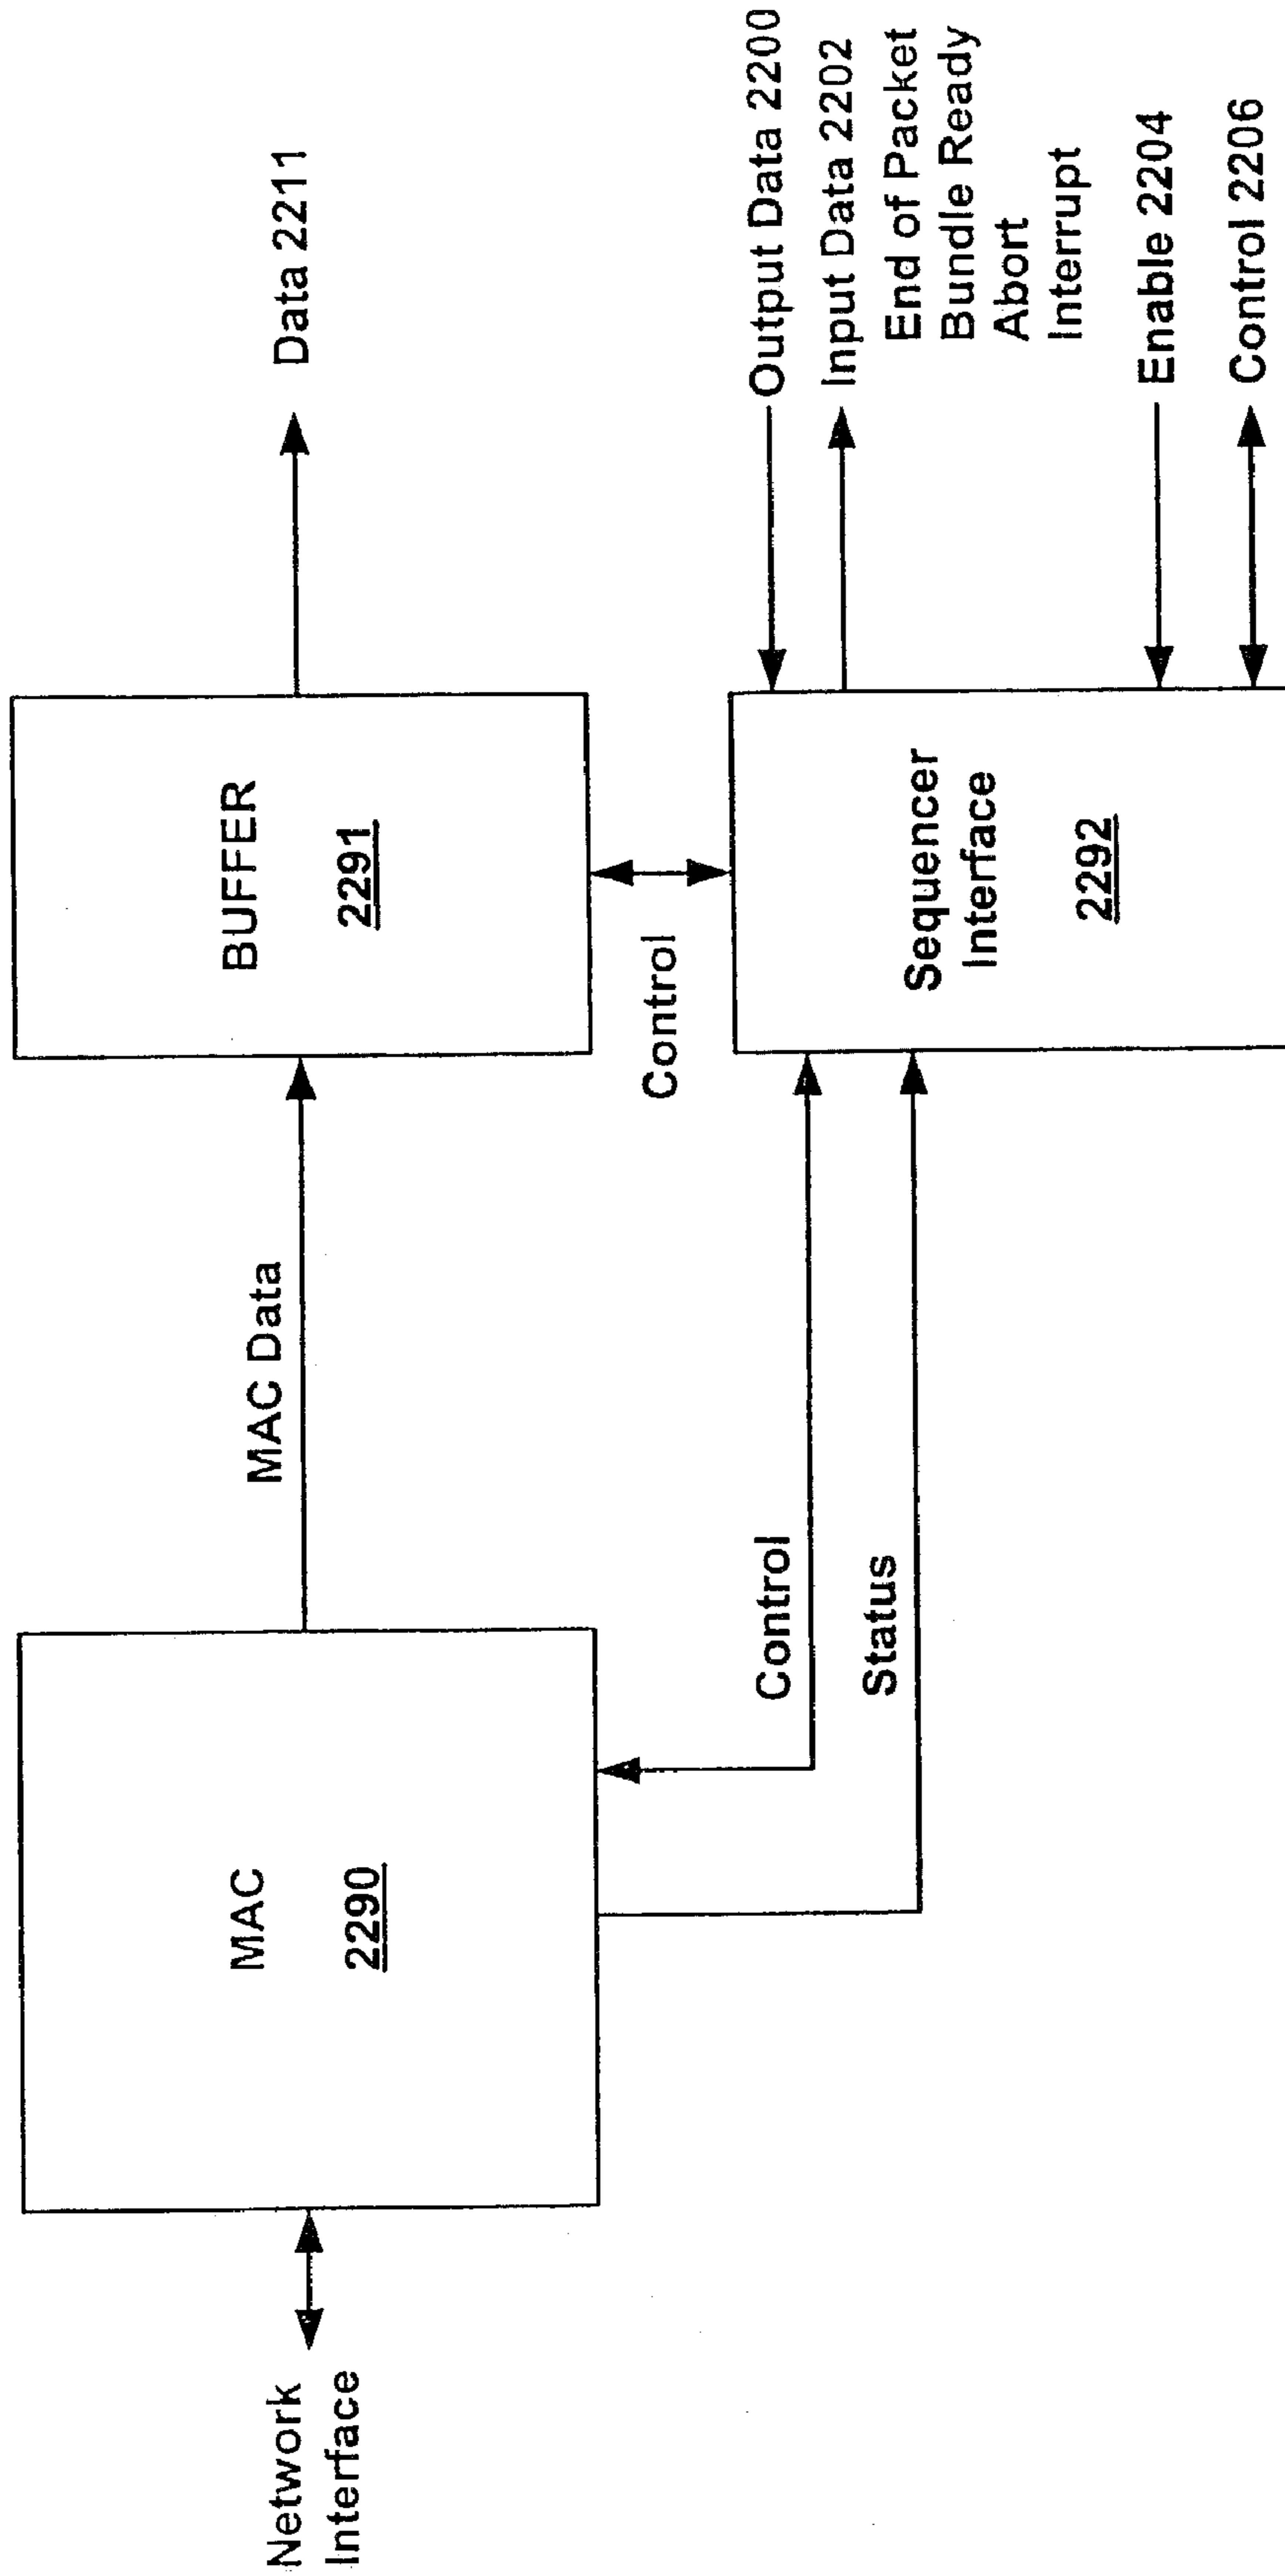 Network
Interface
MAC
2290
MAC Data
BUFFER
2291
Data 2211
Control
Status
Control
Sequencer
Interface
2292
Output Data 2200
Input Data 2202
End of Packet
Bundle Ready
Abort
Interrupt
Enable 2204
Control 2206